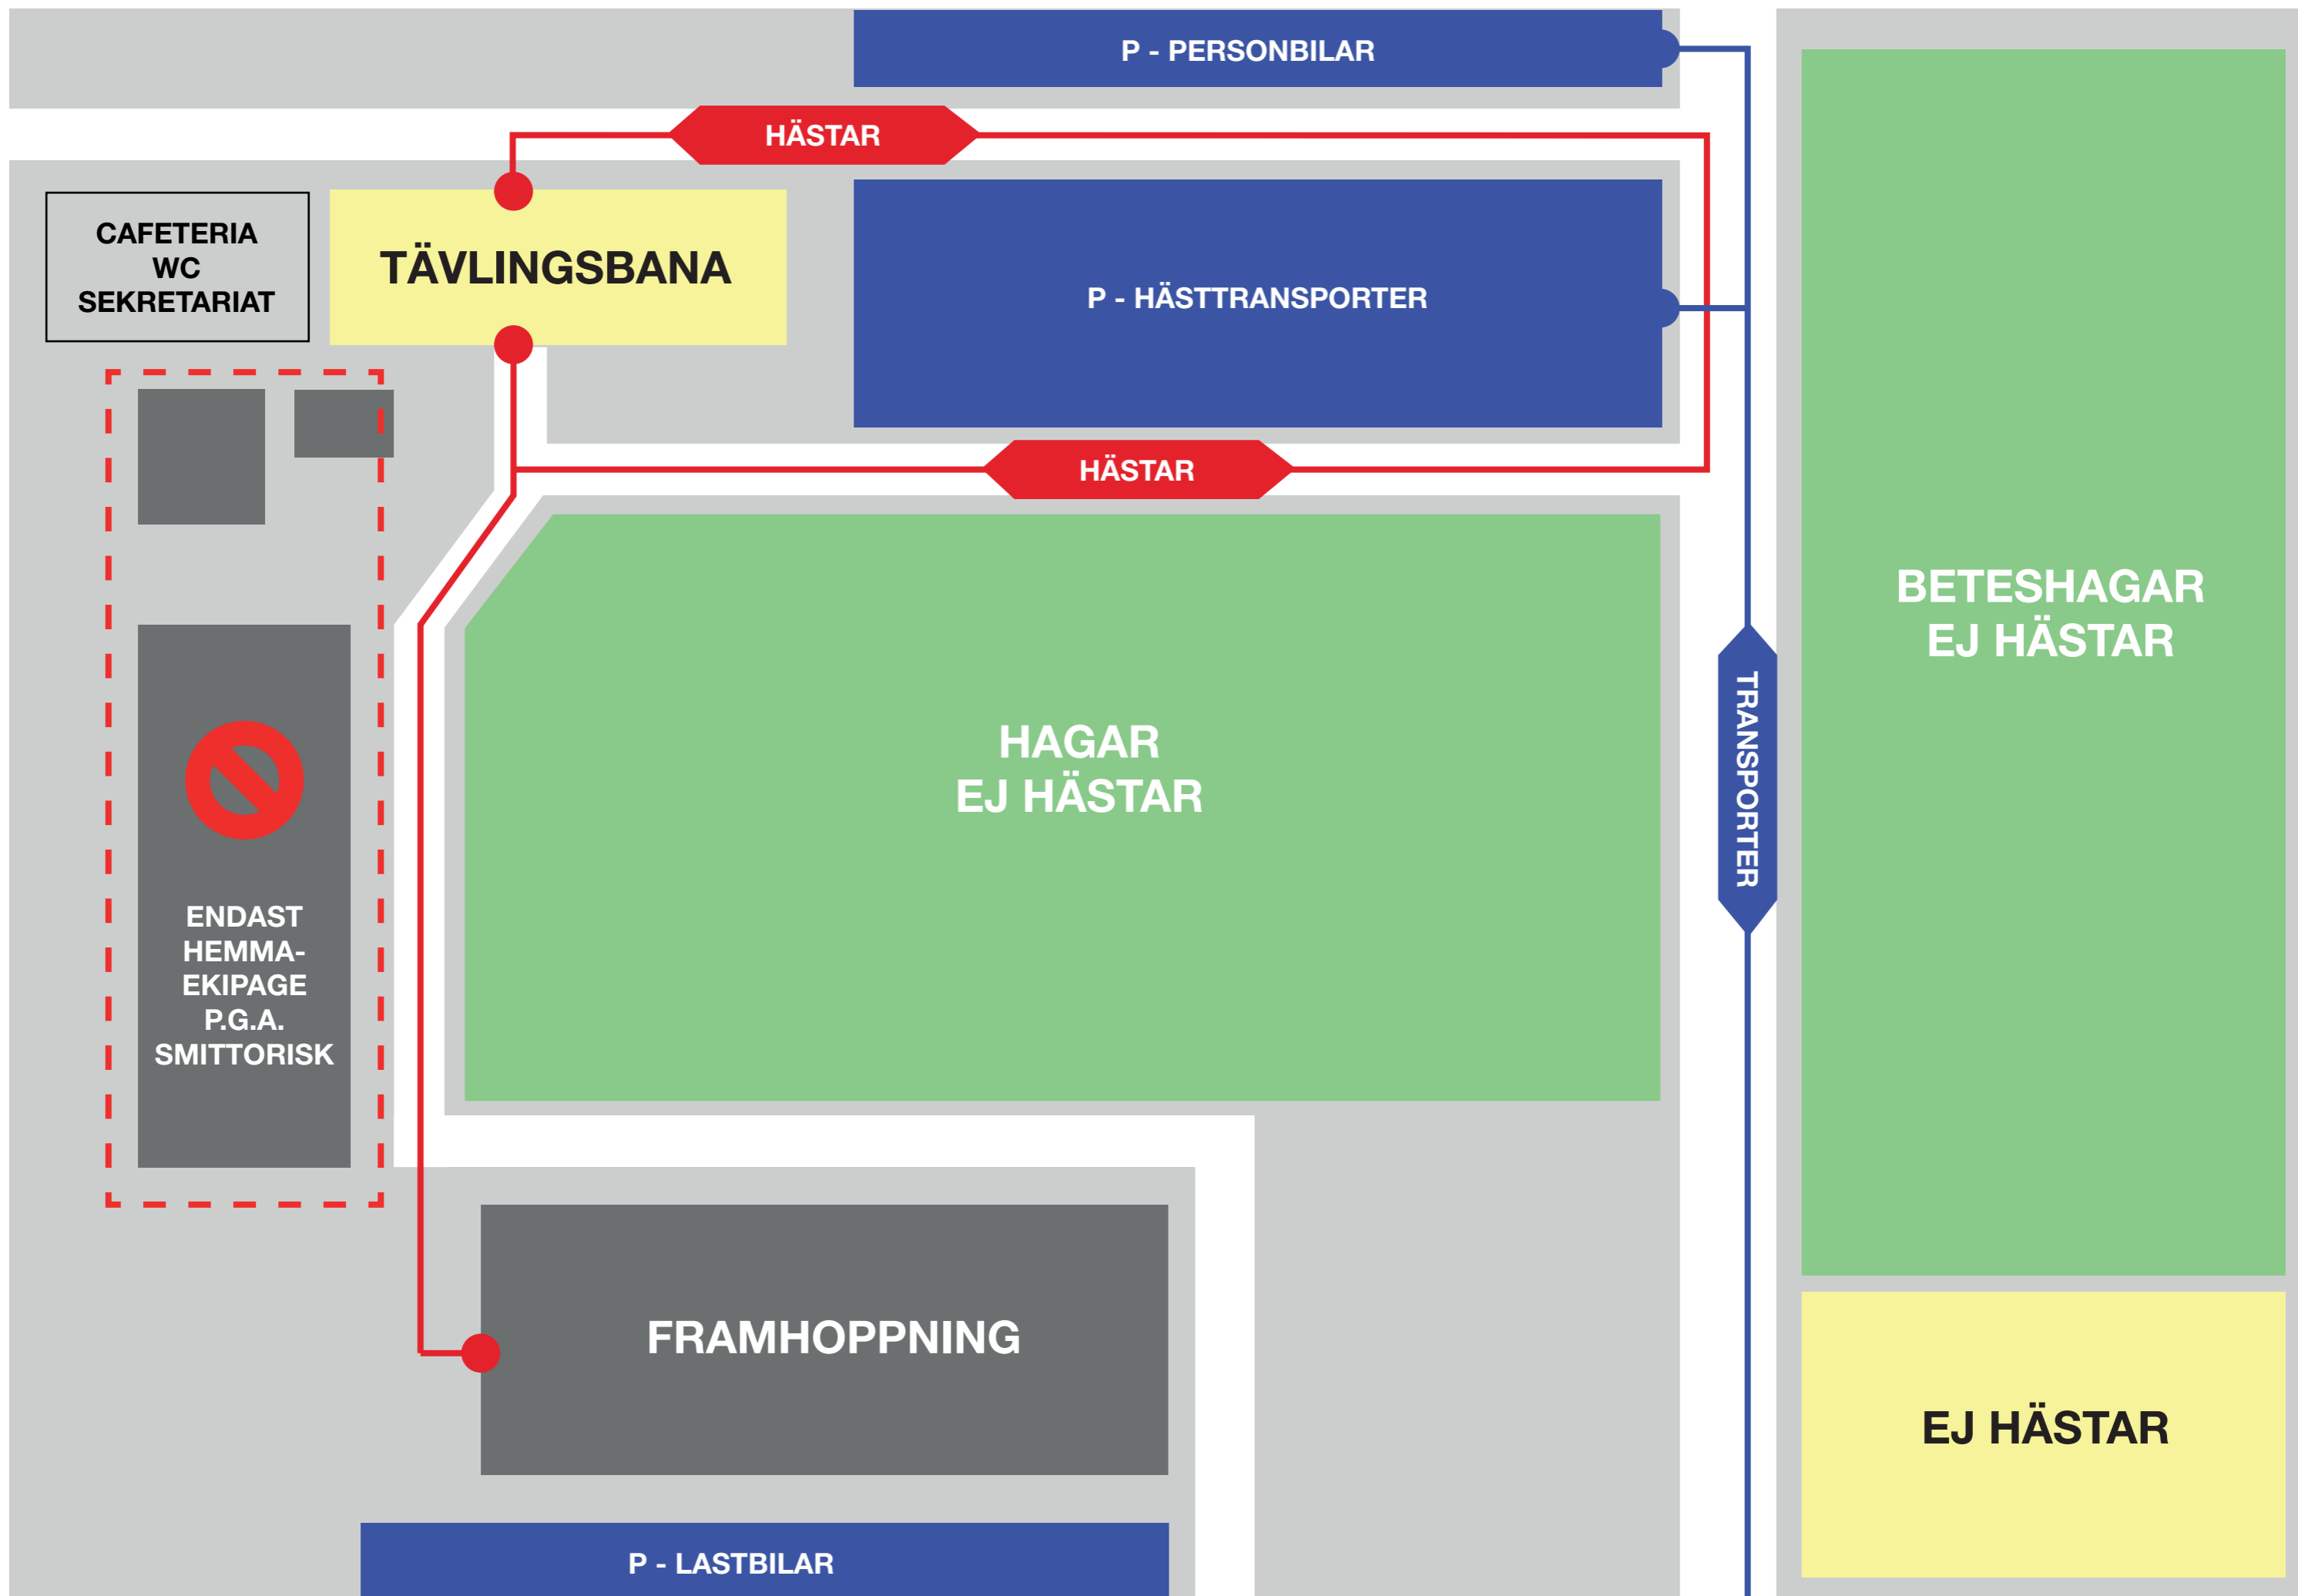 P - PERSONBILAR
HÄSTAR
CAFETERIA
WC
SEKRETARIAT
TÄVLINGSBANA
P - HÄSTTRANSPORTER
HÄSTAR
BETESHAGAR
EJ HÄSTAR
HAGAR
EJ HÄSTAR
TRANSPORTER
ENDAST
HEMMA-
EKIPAGE
P.G.A.
SMITTORISK
FRAMHOPPNING
EJ HÄSTAR
P - LASTBILAR